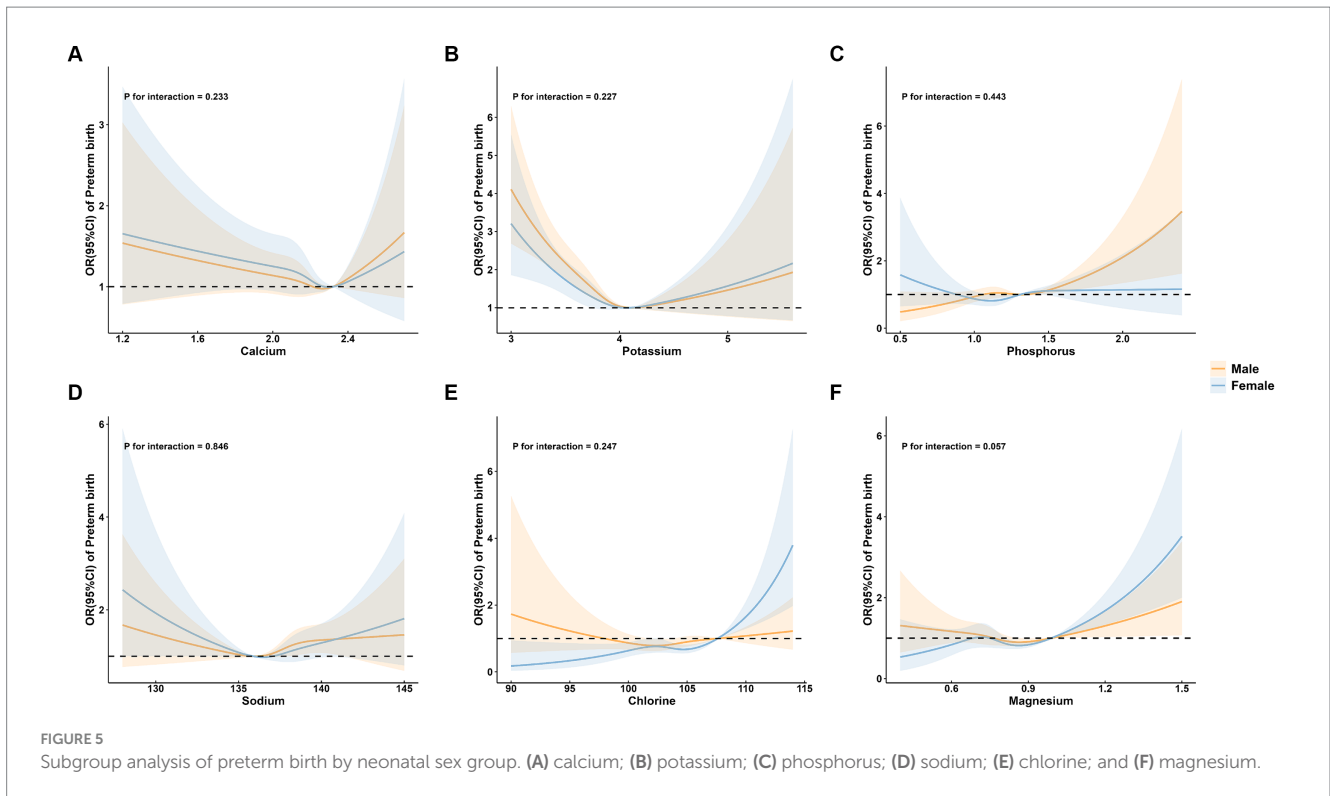 A
P for interaction = 0.233
OR(95%CI) of Preterm birth
3
2
1
1.2 1.6 2.0 2.4
Calcium
B
P for interaction = 0.227
OR(95%CI) of Preterm birth
6
5
4
3
2
1
3 4 5
Potassium
C
P for interaction = 0.443
OR(95%CI) of Preterm birth
6
4
2
0
0.5 1.0 1.5 2.0
Phosphorus
Male
Female
D
P for interaction = 0.846
OR(95%CI) of Preterm birth
6
4
2
130 135 140 145
Sodium
E
P for interaction = 0.247
OR(95%CI) of Preterm birth
6
4
2
0
90 95 100 105 110 115
Chlorine
F
P for interaction = 0.057
OR(95%CI) of Preterm birth
6
4
2
0
0.6 0.9 1.2 1.5
Magnesium
FIGURE 5
Subgroup analysis of preterm birth by neonatal sex group. (A) calcium; (B) potassium; (C) phosphorus; (D) sodium; (E) chlorine; and (F) magnesium.